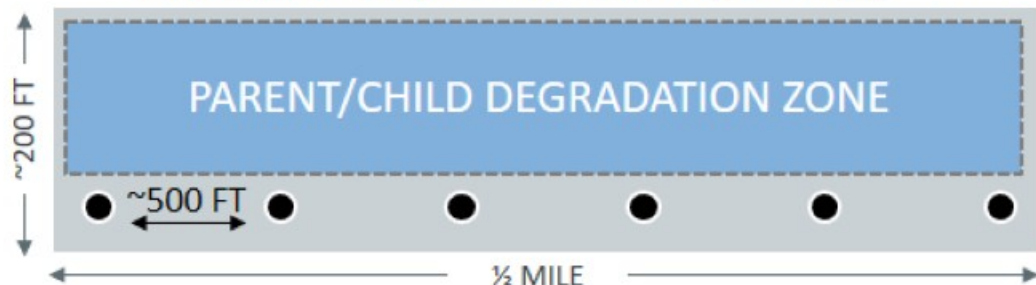 PARENT/CHILD DEGRADATION ZONE
~200 FT
~500 FT
½ MILE